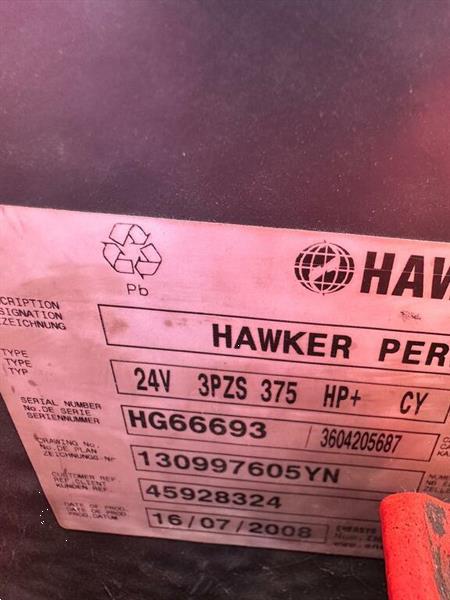 Pb
HAW
CRIPTION
SIGNATION
ZEICHNUNG
HAWKER PER
TYPE
TYPE
TYP
24V 3PZS 375 HP+ CY
SERIAL NUMBER
No.DE SERIE
SERIENNUMMER
HG66693 3604205687
DRAWING No.
No.DE PLAN
ZEICHNUNGS-NR
130997605YN
CUSTOMER REF
REF CLIENT
KUNDEN REF.
45928324
DATE OF PROD.
DATE DE PROD
PROD.DATUM
16/07/2008